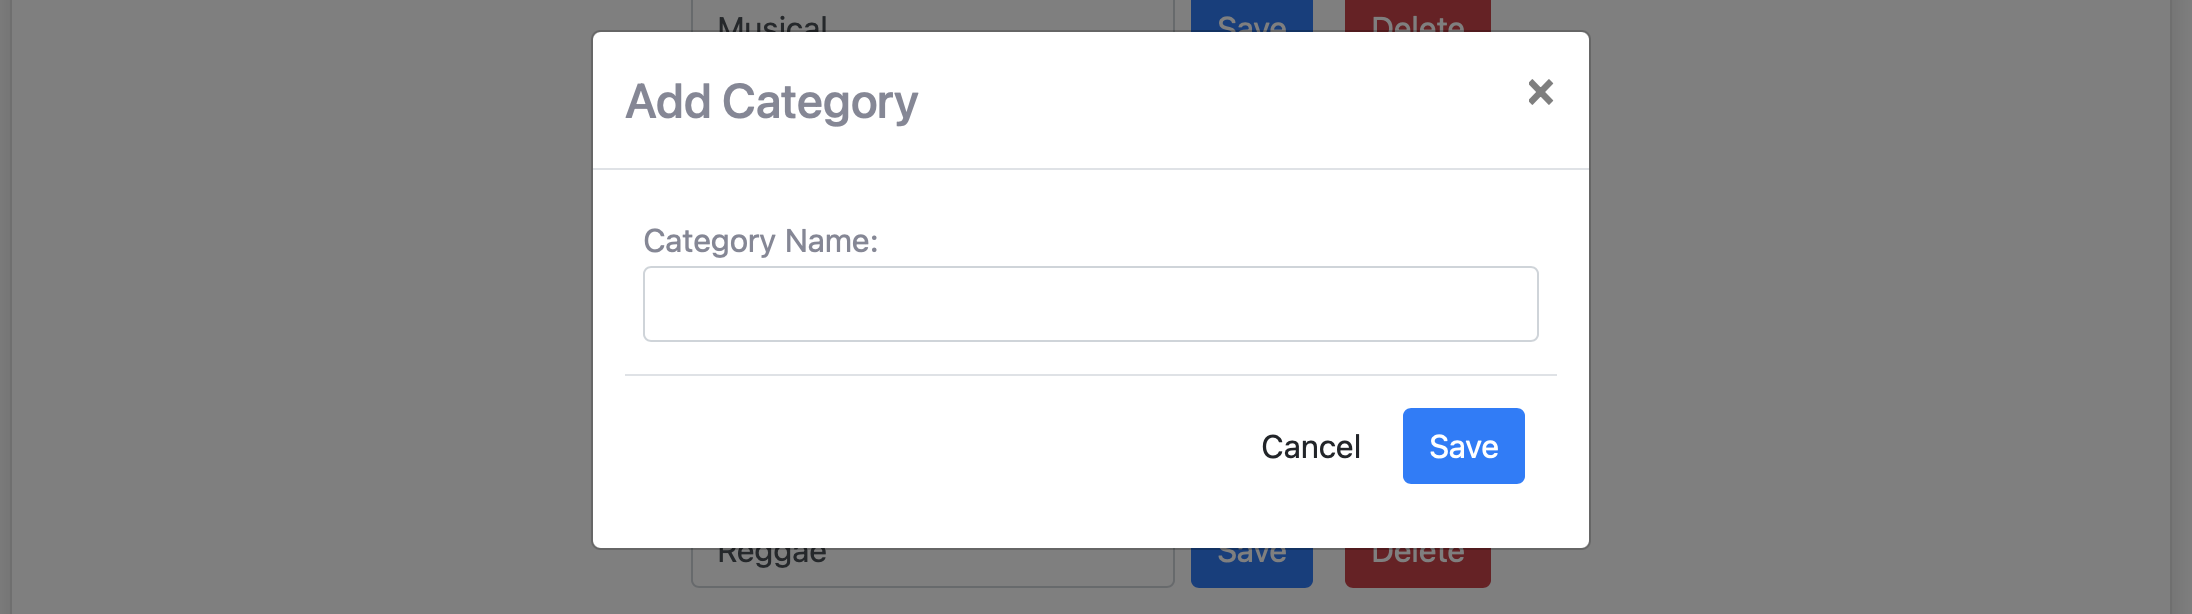 Musical Save Delete
Add Category ×
Category Name:
Cancel Save
Reggae Save Delete